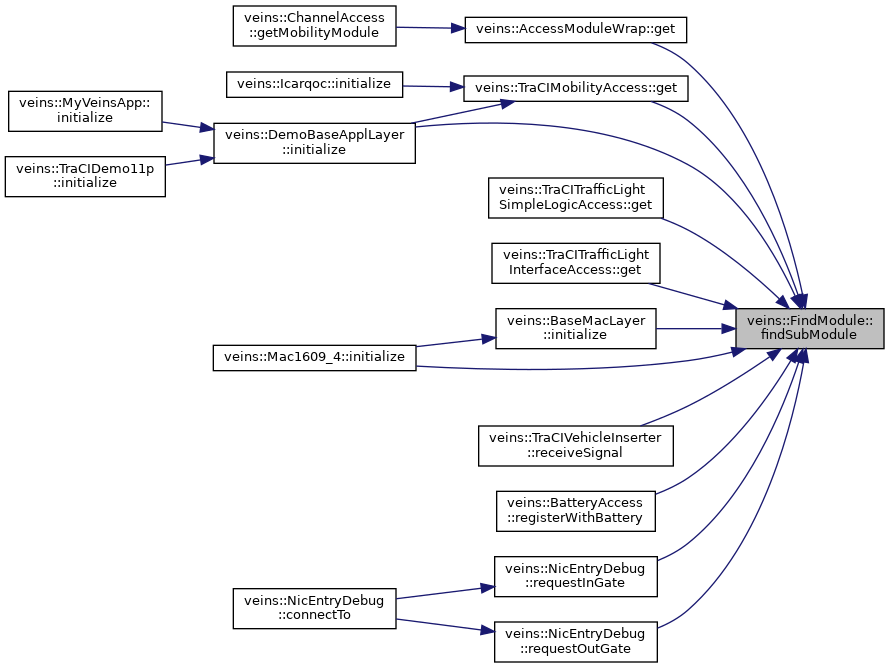 veins::ChannelAccess
::getMobilityModule
veins::AccessModuleWrap::get
veins::Icarqoc::initialize
veins::TraCIMobilityAccess::get
veins::MyVeinsApp::
initialize
veins::DemoBaseApplLayer
::initialize
veins::TraCIDemo11p
::initialize
veins::TraCITrafficLight
SimpleLogicAccess::get
veins::TraCITrafficLight
InterfaceAccess::get
veins::FindModule::
findSubModule
veins::BaseMacLayer
::initialize
veins::Mac1609_4::initialize
veins::TraCIVehicleInserter
::receiveSignal
veins::BatteryAccess
::registerWithBattery
veins::NicEntryDebug
::requestInGate
veins::NicEntryDebug
::connectTo
veins::NicEntryDebug
::requestOutGate